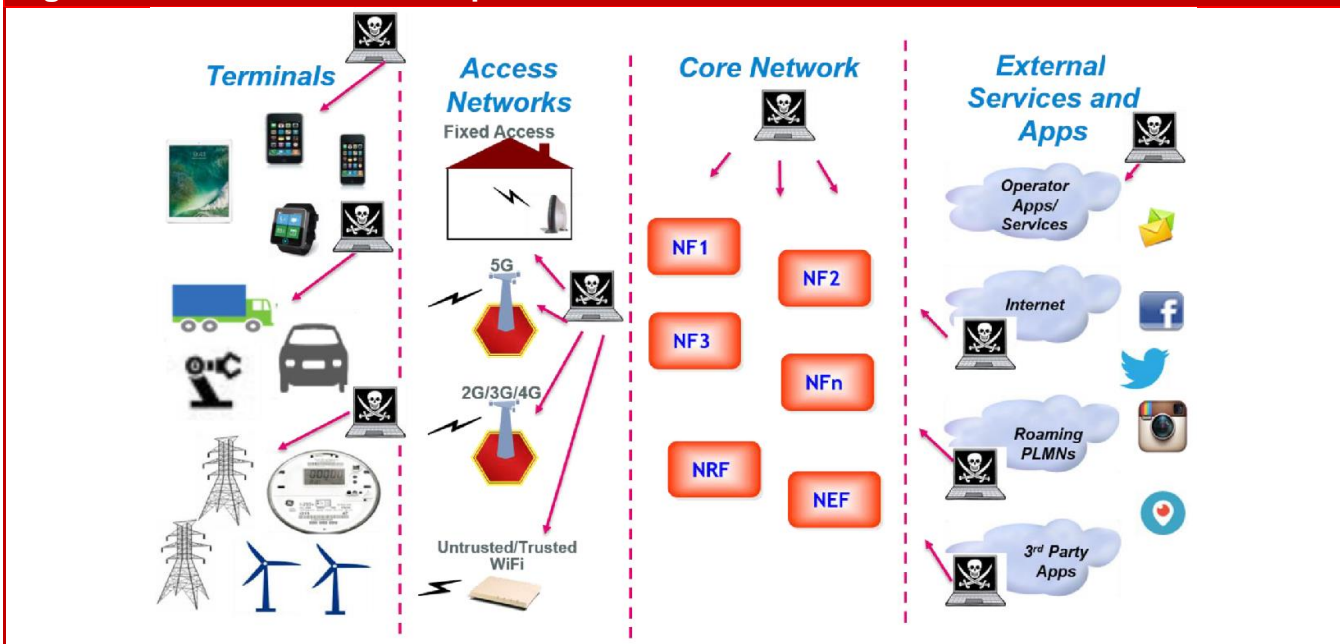 Terminals
Access
Networks
Fixed Access
5G
2G/3G/4G
Untrusted/Trusted
WiFi
Core Network
NF1
NF2
NF3
NFn
NRF
NEF
External
Services and
Apps
Operator
Apps/
Services
Internet
Roaming
PLMNs
3rd Party
Apps